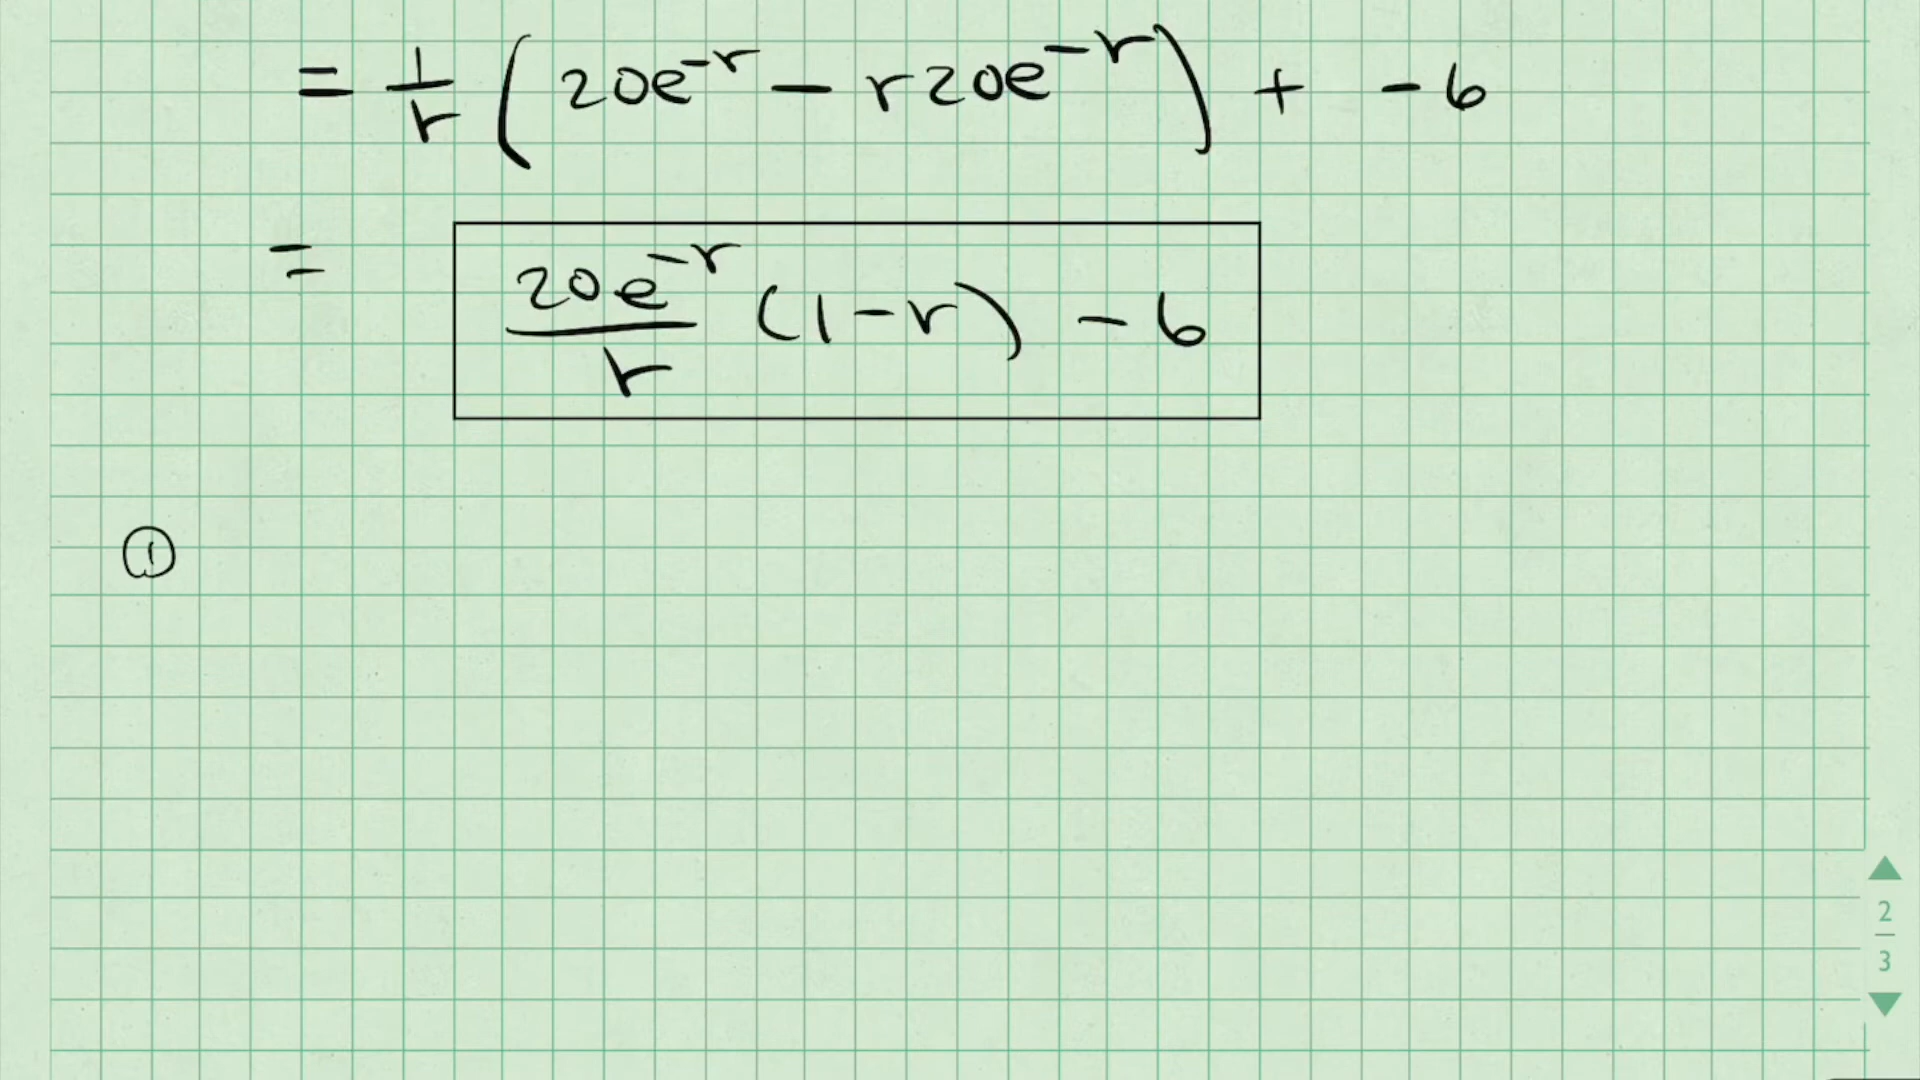 = 1/r (20e^-r - r20e^-r) + -6
= 20e^-r/r (1-r) - 6
①
2
3